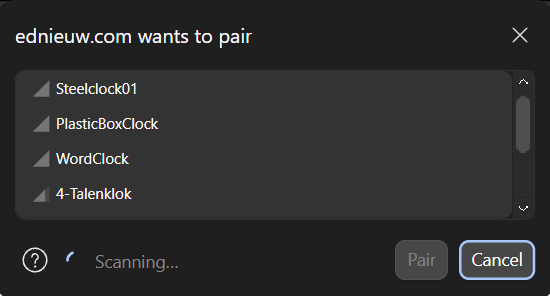 ednieuw.com wants to pair
Steelclock01
PlasticBoxClock
WordClock
4-Talenklok
Scanning...
Pair
Cancel